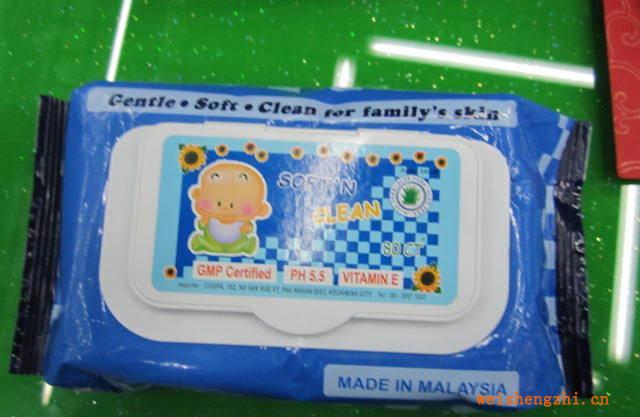 Gentle • Soft • Clean for family's skin
SOFT 'N
CLEAN
80 CT
GMP Certified
PH 5.5
VITAMIN E
MADE IN MALAYSIA
weishengzhi.cn